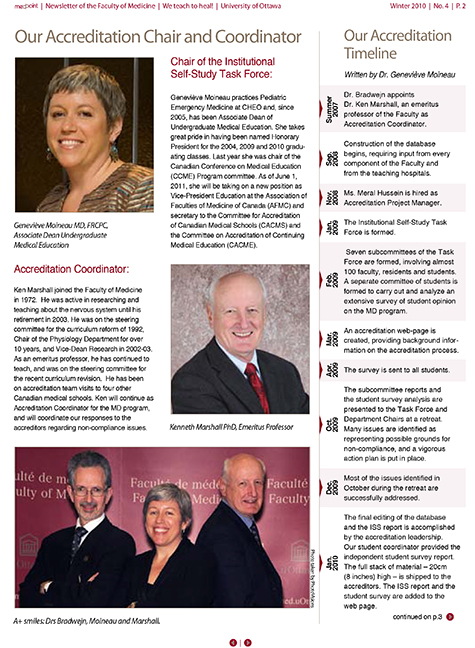 medpoint | Newsletter of the Faculty of Medicine | We teach to heal! | University of Ottawa
Winter 2010 | No. 4 | P. 2
Our Accreditation Chair and Coordinator
Geneviève Moineau MD, FRCPC,
Associate Dean Undergraduate
Medical Education
Chair of the Institutional
Self-Study Task Force:
Geneviève Moineau practices Pediatric
Emergency Medicine at CHEO and, since
2005, has been Associate Dean of
Undergraduate Medical Education. She takes
great pride in having been named Honorary
President for the 2004, 2009 and 2010 gradu-
ating classes. Last year she was chair of the
Canadian Conference on Medical Education
(CCME) Program committee. As of June 1,
2011, she will be taking on a new position as
Vice-President Education at the Association of
Faculties of Medicine of Canada (AFMC) and
secretary to the Committee for Accreditation
of Canadian Medical Schools (CACMS) and
the Committee on Accreditation of Continuing
Medical Education (CACME).
Accreditation Coordinator:
Ken Marshall joined the Faculty of Medicine
in 1972. He was active in researching and
teaching about the nervous system until his
retirement in 2003. He was on the steering
committee for the curriculum reform of 1992,
Chair of the Physiology Department for over
10 years, and Vice-Dean Research in 2002-03.
As an emeritus professor, he has continued to
teach, and was on the steering committee for
the recent curriculum revision. He has been
on accreditation team visits to four other
Canadian medical schools. Ken will continue as
Accreditation Coordinator for the MD program,
and will coordinate our responses to the
accreditors regarding non-compliance issues.
Kenneth Marshall PhD, Emeritus Professor
Faculté de méd
Faculty of M
Faculté de médec
Faculty of Medic
uOttawa
A+ smiles: Drs Bradwejn, Moineau and Marshall.
Our Accreditation
Timeline
Written by Dr. Geneviève Moineau
Summer
2007
Dr. Bradwejn appoints
Dr. Ken Marshall, an emeritus
professor of the Faculty as
Accreditation Coordinator.
Sep.
2008
Construction of the database
begins, requiring input from every
component of the Faculty and
from the teaching hospitals.
Nov.
2008
Ms. Meral Hussein is hired as
Accreditation Project Manager.
Jan.
2009
The Institutional Self-Study Task
Force is formed.
Feb.
2009
Seven subcommittees of the Task
Force are formed, involving almost
100 faculty, residents and students.
A separate committee of students is
formed to carry out and analyze an
extensive survey of student opinion
on the MD program.
Mar.
2009
An accreditation web-page is
created, providing background infor-
mation on the accreditation process.
Apr.
2009
The survey is sent to all students.
Oct.
2009
The subcommittee reports and
the student survey analysis are
presented to the Task Force and
Department Chairs at a retreat.
Many issues are identified as
representing possible grounds for
non-compliance, and a vigorous
action plan is put in place.
Dec.
2009
Most of the issues identified in
October during the retreat are
successfully addressed.
Jan.
2010
The final editing of the database
and the ISS report is accomplished
by the accreditation leadership.
Our student coordinator provided the
independent student survey report.
The full stack of material – 20cm
(8 inches) high – is shipped to the
accreditors. The ISS report and the
student survey are added to the
web page.
continued on p.3